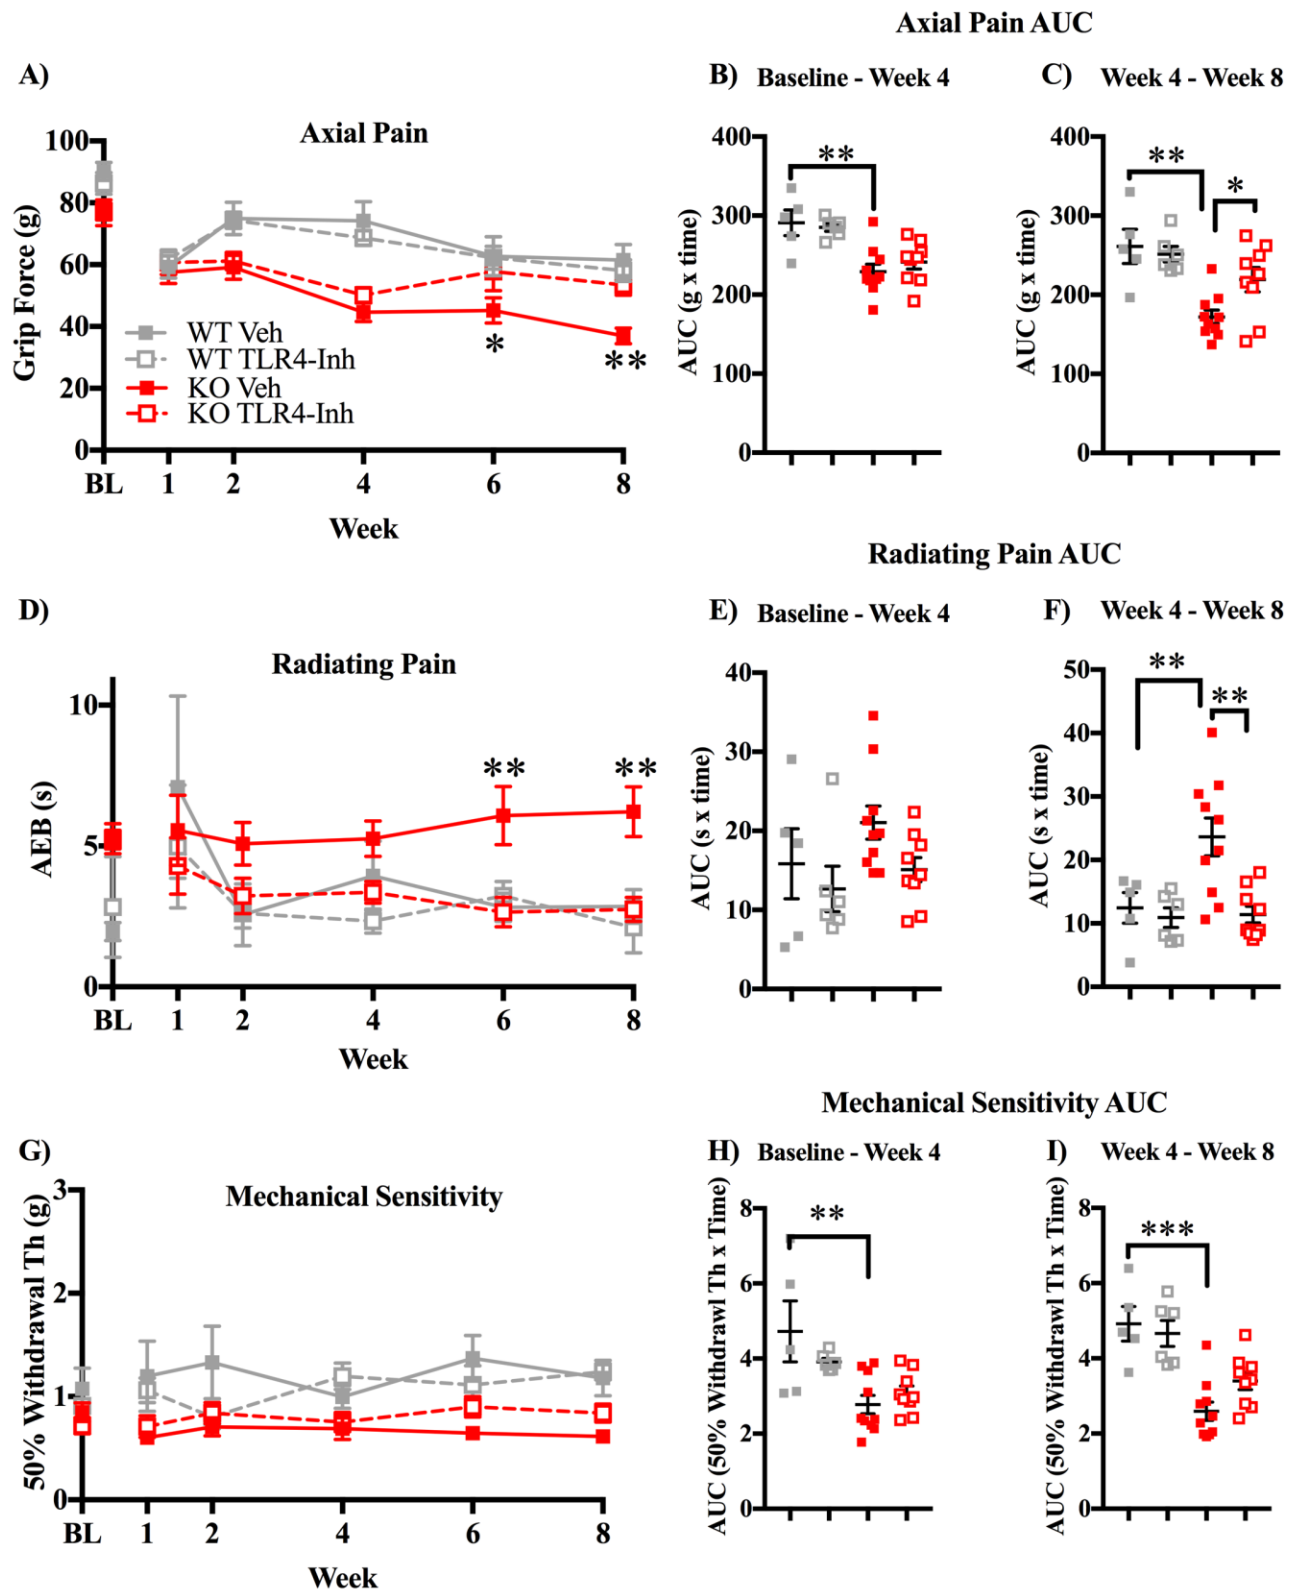 Axial Pain AUC
A)
B) Baseline - Week 4
C) Week 4 - Week 8
Axial Pain
Grip Force (g)
100
80
60
40
20
0
WT Veh
WT TLR4-Inh
KO Veh
KO TLR4-Inh
*
**
BL 1 2 4 6 8
Week
AUC (g x time)
400
300
200
100
0
**
AUC (g x time)
400
300
200
100
0
**
*
Radiating Pain AUC
D)
E) Baseline - Week 4
F) Week 4 - Week 8
Radiating Pain
AEB (s)
10
5
0
**
**
BL 1 2 4 6 8
Week
AUC (s x time)
40
30
20
10
0
AUC (s x time)
50
40
30
20
10
0
**
**
Mechanical Sensitivity AUC
G)
H) Baseline - Week 4
I) Week 4 - Week 8
Mechanical Sensitivity
50% Withdrawal Th (g)
3
2
1
0
BL 1 2 4 6 8
Week
AUC (50% Withdrawl Th x Time)
8
6
4
2
0
**
AUC (50% Withdrawl Th x Time)
8
6
4
2
0
***